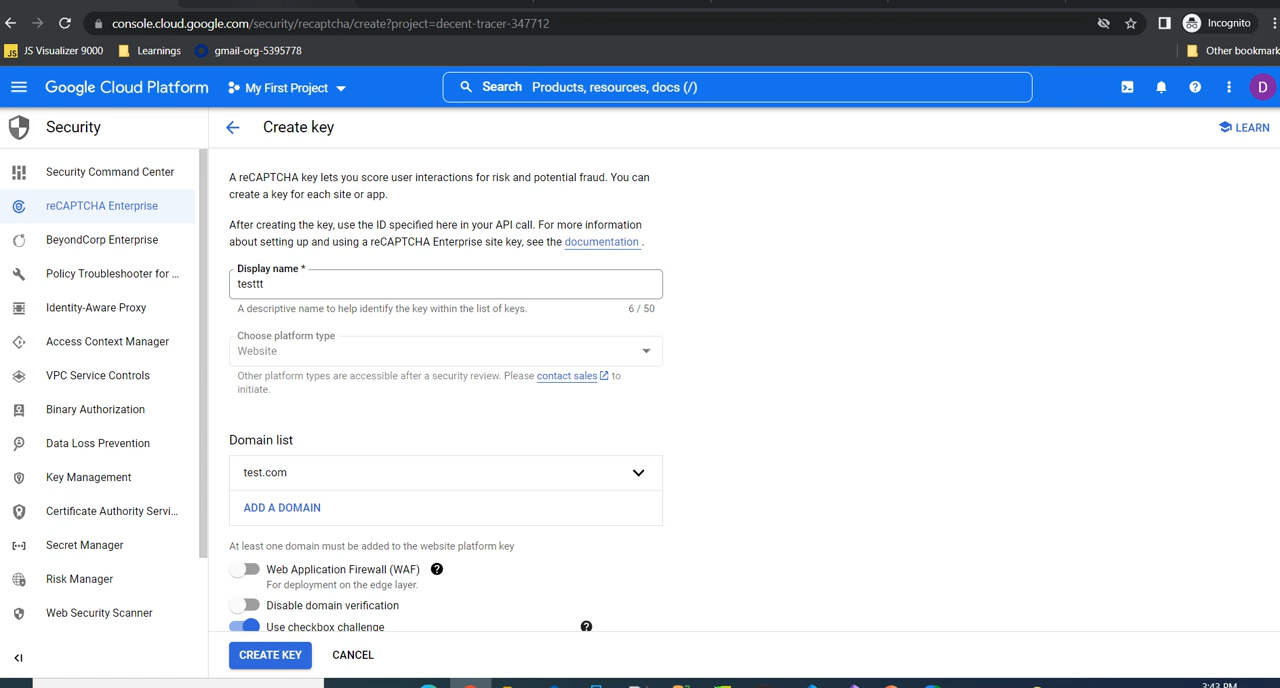 console.cloud.google.com/security/recaptcha/create?project=decent-tracer-347712
Incognito
JS Visualizer 9000
Learnings
gmail-org-5395778
Other bookmark
Google Cloud Platform
My First Project
Search Products, resources, docs (/)
D
Security
Create key
LEARN
Security Command Center
reCAPTCHA Enterprise
BeyondCorp Enterprise
Policy Troubleshooter for ...
Identity-Aware Proxy
Access Context Manager
VPC Service Controls
Binary Authorization
Data Loss Prevention
Key Management
Certificate Authority Servi...
Secret Manager
Risk Manager
Web Security Scanner
A reCAPTCHA key lets you score user interactions for risk and potential fraud. You can
create a key for each site or app.
After creating the key, use the ID specified here in your API call. For more information
about setting up and using a reCAPTCHA Enterprise site key, see the documentation .
Display name *
testtt
A descriptive name to help identify the key within the list of keys. 6 / 50
Choose platform type
Website
Other platform types are accessible after a security review. Please contact sales to
initiate.
Domain list
test.com
ADD A DOMAIN
At least one domain must be added to the website platform key
Web Application Firewall (WAF)
For deployment on the edge layer.
Disable domain verification
Use checkbox challenge
CREATE KEY CANCEL
3:43 PM